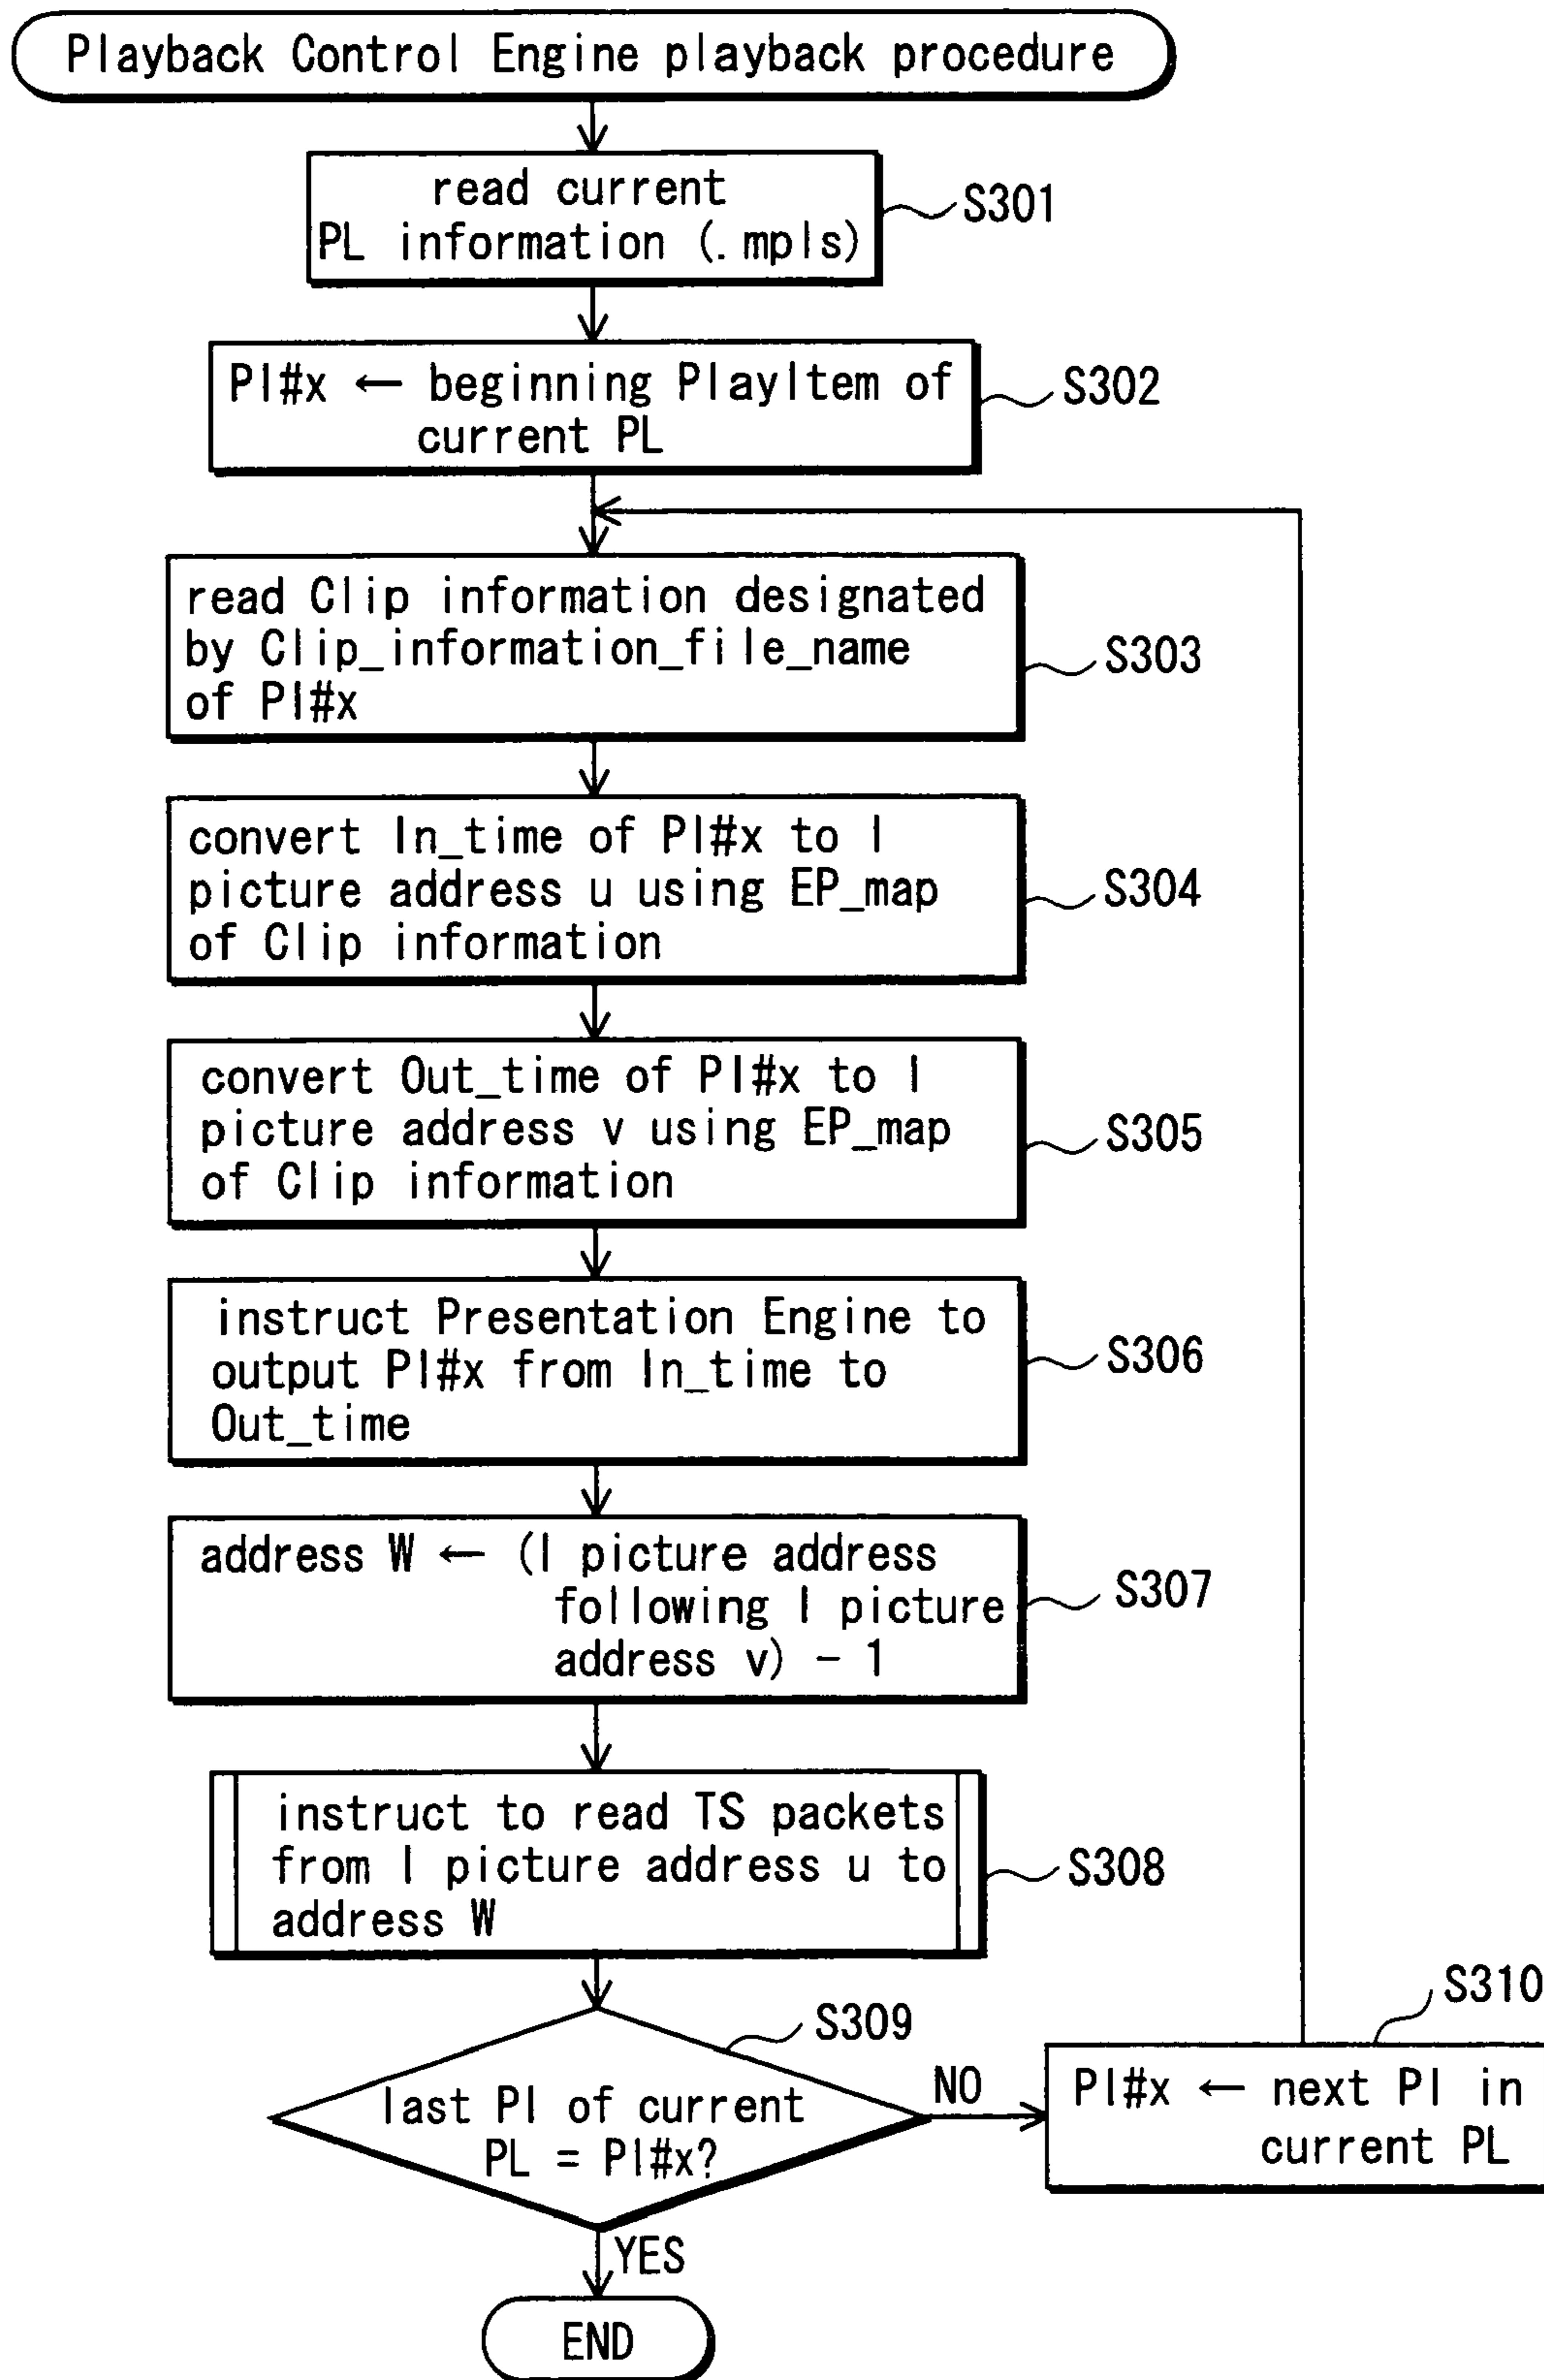 Playback Control Engine playback procedure
read current
PL information (.mpls)
S301
PI#x ← beginning PlayItem of
current PL
S302
read Clip information designated
by Clip_information_file_name
of PI#x
S303
convert In_time of PI#x to I
picture address u using EP_map
of Clip information
S304
convert Out_time of PI#x to I
picture address v using EP_map
of Clip information
S305
instruct Presentation Engine to
output PI#x from In_time to
Out_time
S306
address W ← (I picture address
following I picture
address v) - 1
S307
instruct to read TS packets
from I picture address u to
address W
S308
S309
last PI of current
PL = PI#x?
NO
S310
PI#x ← next PI in
current PL
YES
END